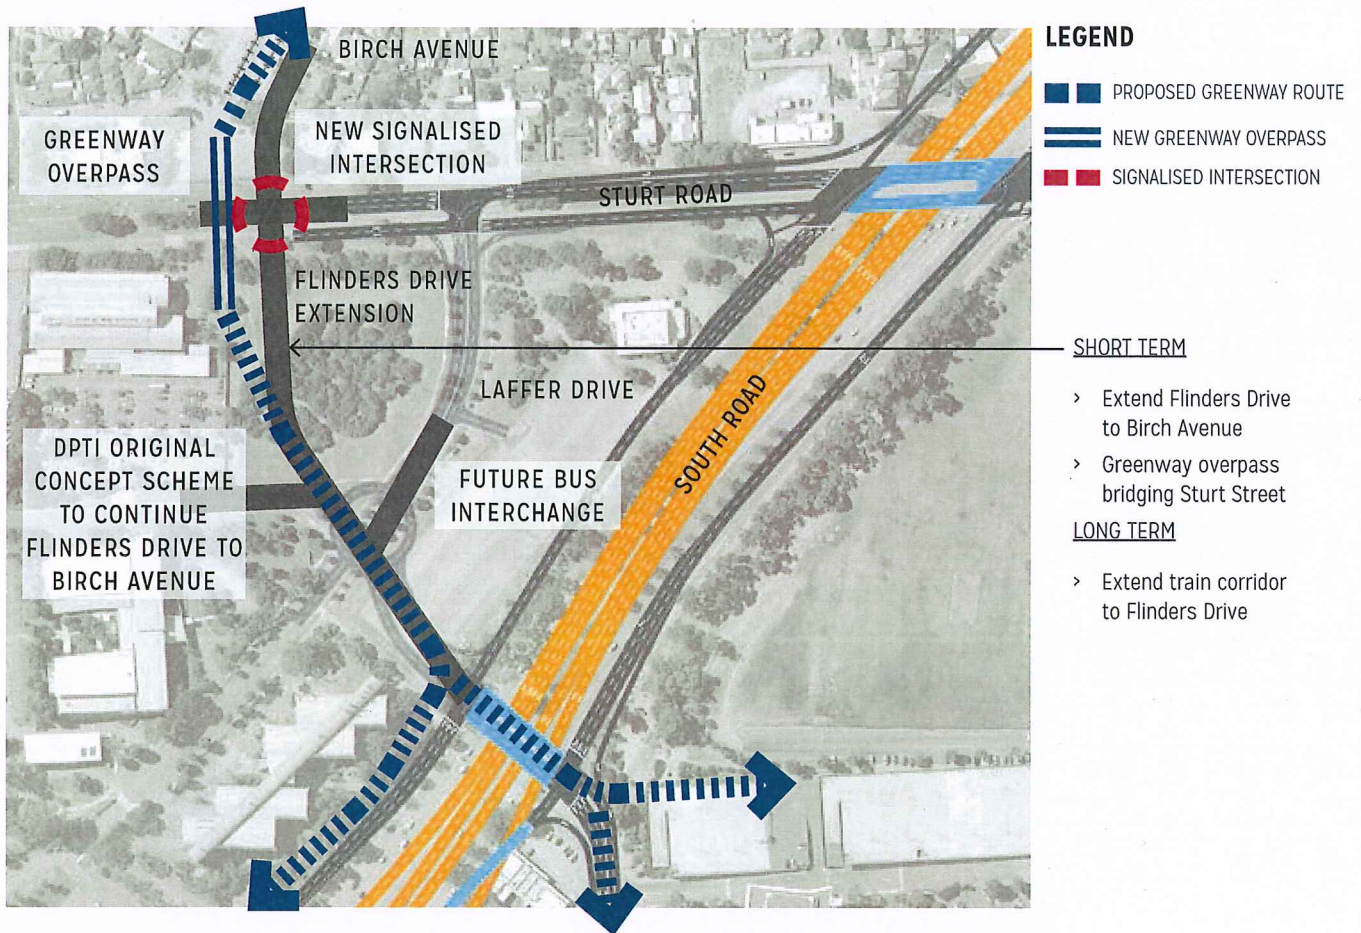 BIRCH AVENUE
GREENWAY
OVERPASS
NEW SIGNALISED
INTERSECTION
STURT ROAD
FLINDERS DRIVE
EXTENSION
LAFFER DRIVE
SOUTH ROAD
DPTI ORIGINAL
CONCEPT SCHEME
TO CONTINUE
FLINDERS DRIVE TO
BIRCH AVENUE
FUTURE BUS
INTERCHANGE
LEGEND
PROPOSED GREENWAY ROUTE
NEW GREENWAY OVERPASS
SIGNALISED INTERSECTION
SHORT TERM
› Extend Flinders Drive
to Birch Avenue
› Greenway overpass
bridging Sturt Street
LONG TERM
› Extend train corridor
to Flinders Drive